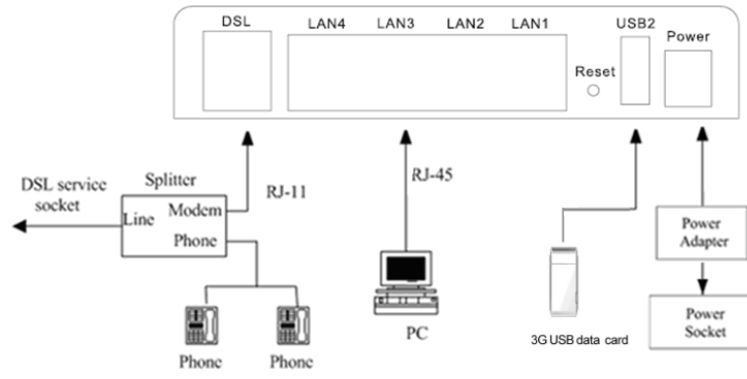 DSL LAN4 LAN3 LAN2 LAN1 USB2 Power
Reset
DSL service
socket
Splitter
Line
Modem
Phone
RJ-11
RJ-45
Phone
Phone
PC
3G USB data card
Power
Adapter
Power
Socket